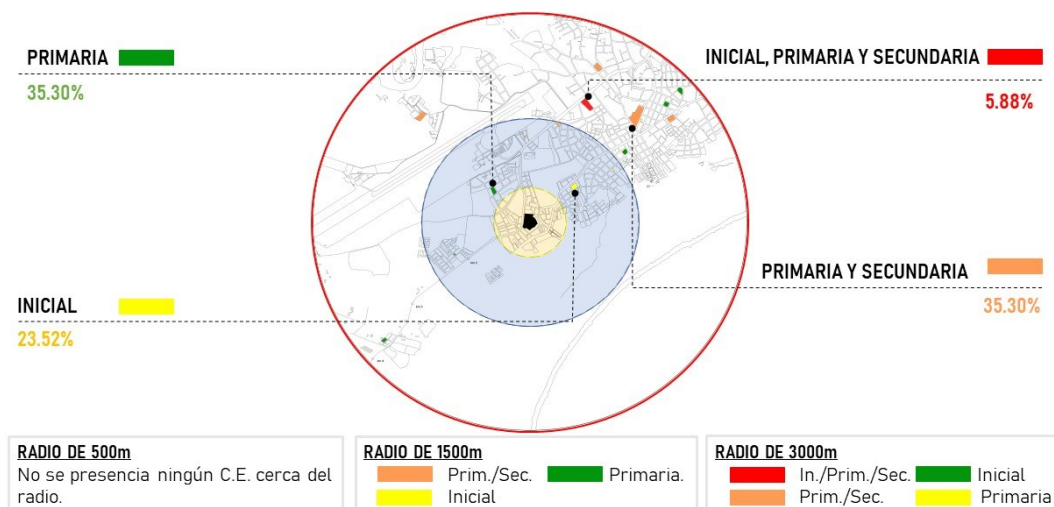 PRIMARIA
35.30%
INICIAL, PRIMARIA Y SECUNDARIA
5.88%
INICIAL
23.52%
PRIMARIA Y SECUNDARIA
35.30%
RADIO DE 500m
No se presencia ningún C.E. cerca del
radio.
RADIO DE 1500m
Prim./Sec.
Primaria.
Inicial
RADIO DE 3000m
In./Prim./Sec.
Inicial
Prim./Sec.
Primaria